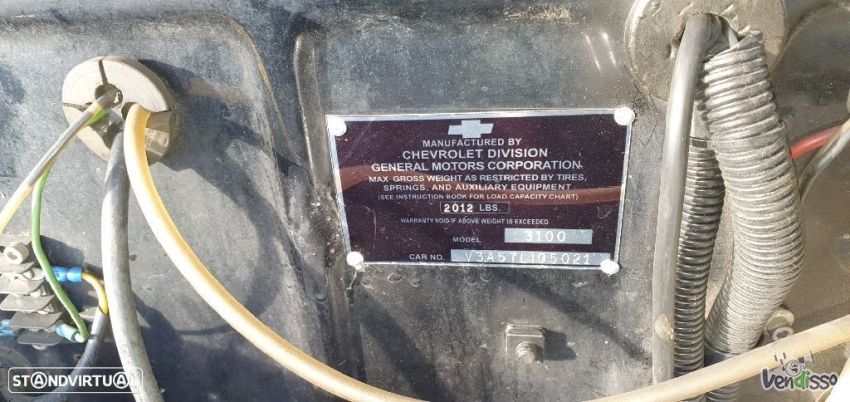 MANUFACTURED BY
CHEVROLET DIVISION
GENERAL MOTORS CORPORATION
MAX. GROSS WEIGHT AS RESTRICTED BY TIRES,
SPRINGS, AND AUXILIARY EQUIPMENT
(SEE INSTRUCTION BOOK FOR LOAD CAPACITY CHART)
2012 LBS.
WARRANTY VOID IF ABOVE WEIGHT IS EXCEEDED
MODEL 3100
CAR NO. V3A57L105021
STANDVIRTUAL
Vendisso